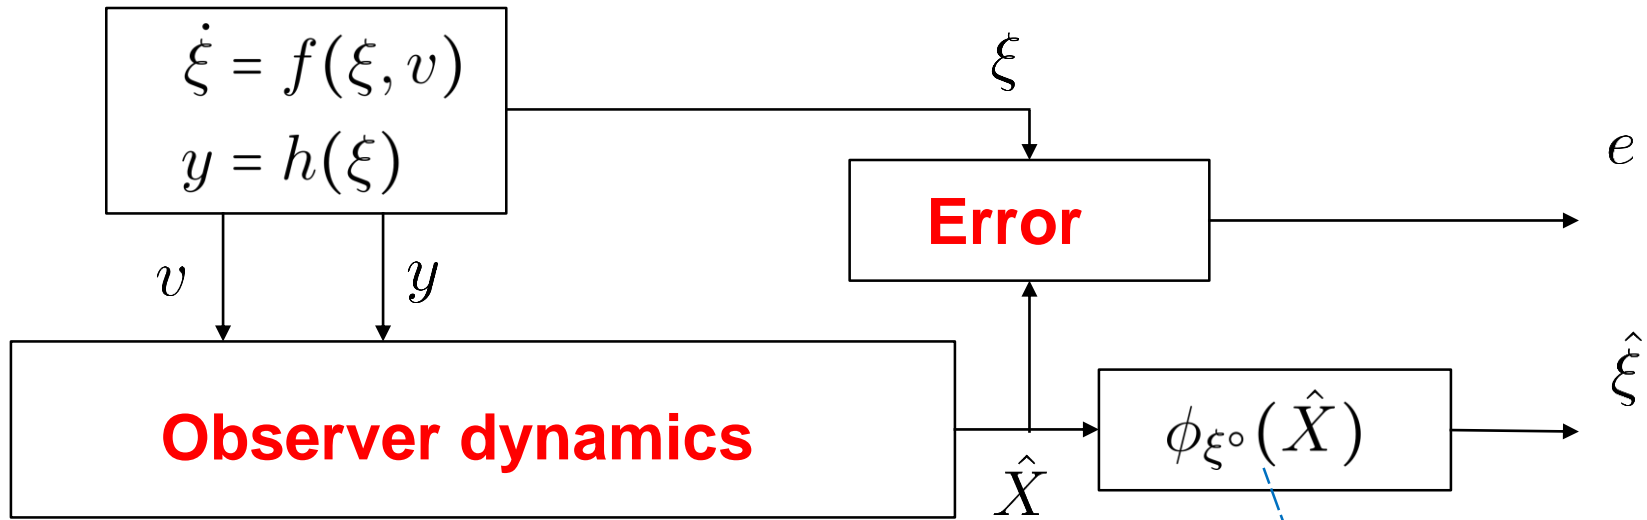 ξ̇ = f(ξ, v)
y = h(ξ)
ξ
e
Error
v
y
ξ̂
Observer dynamics
X̂
ϕ_{ξ°}(X̂)